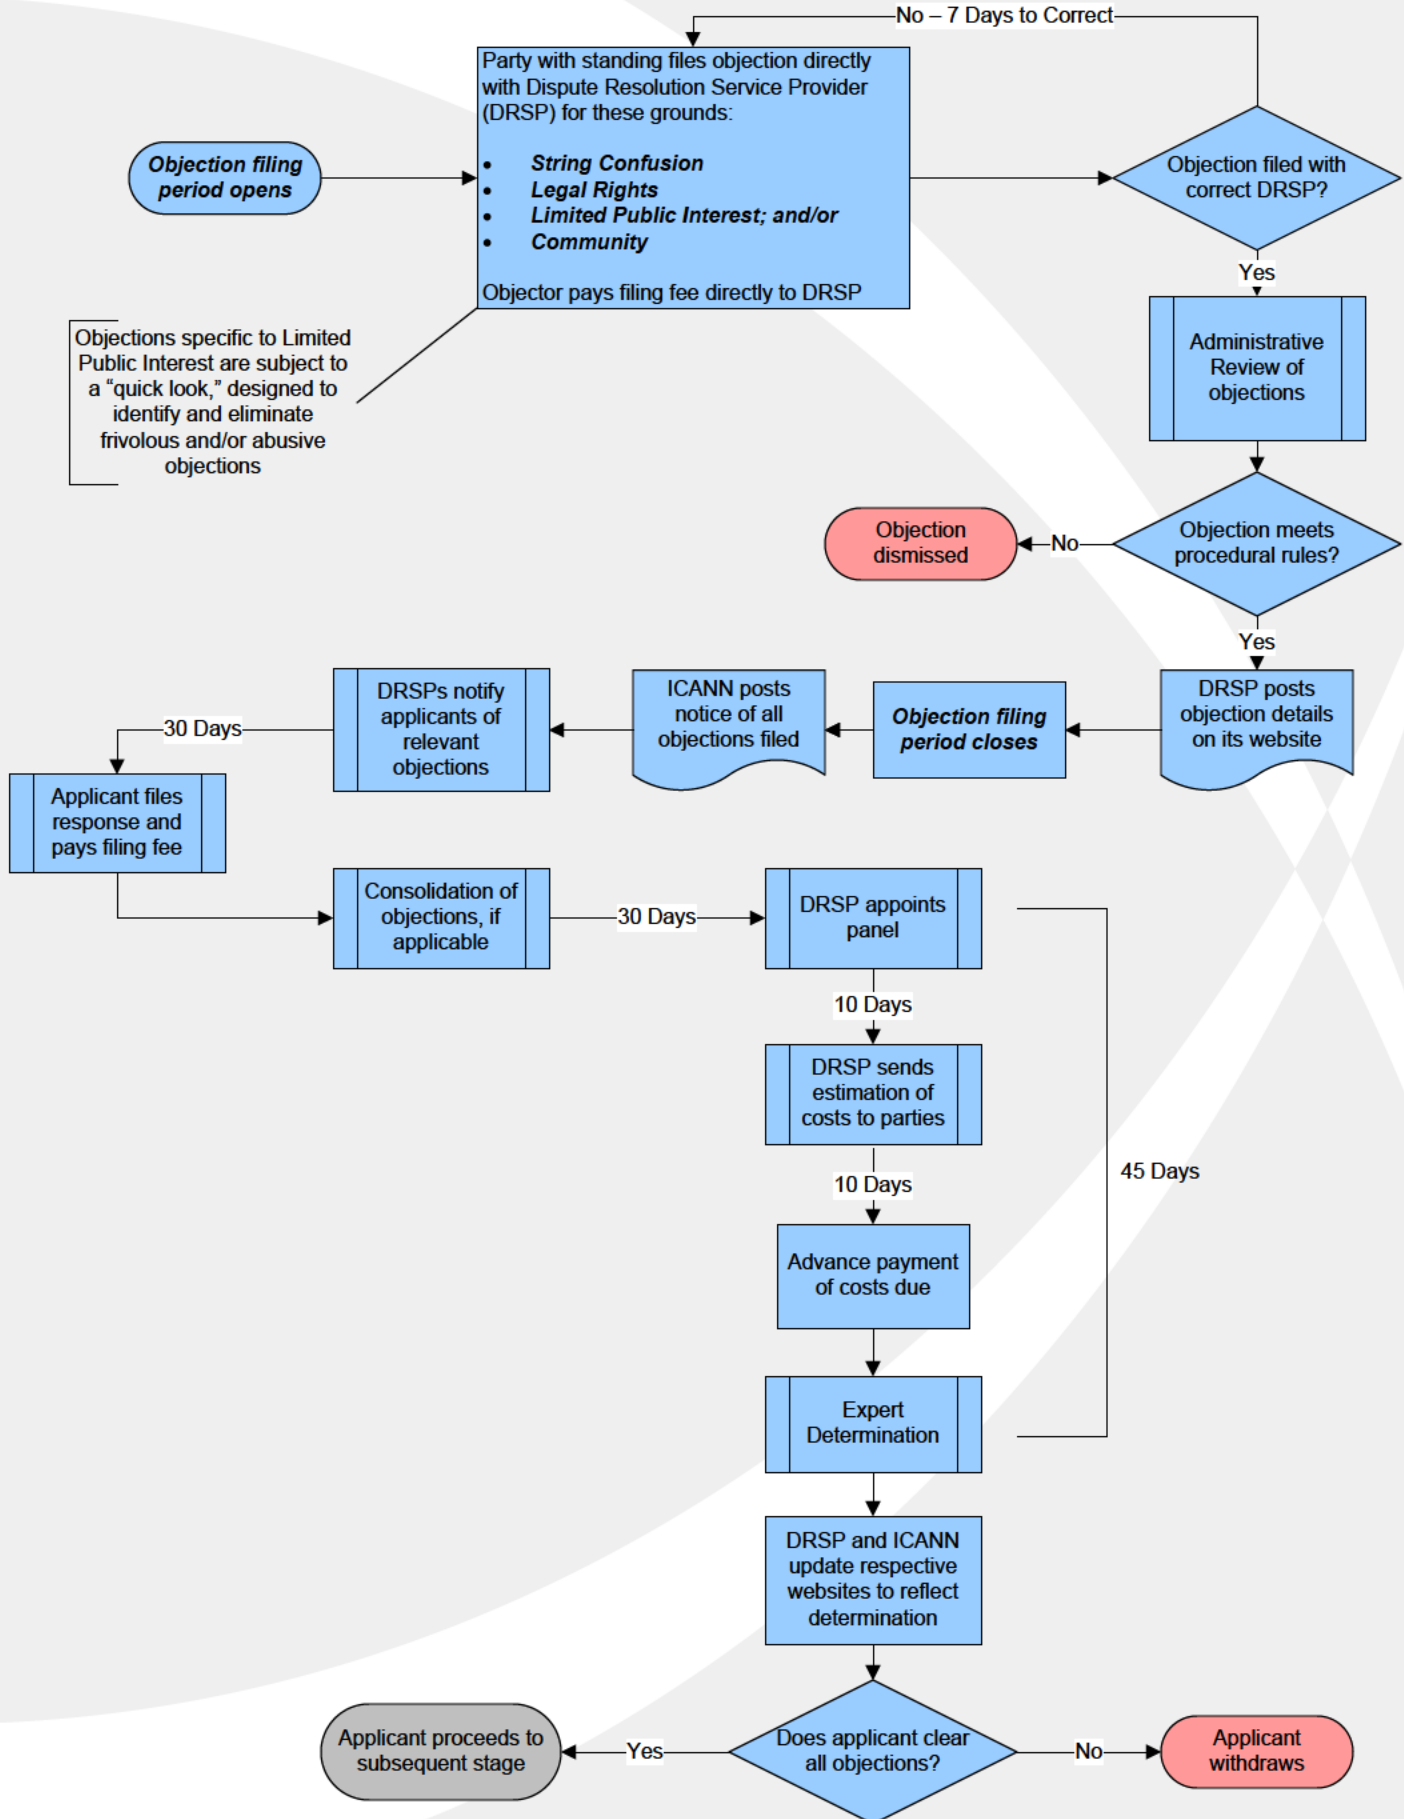 No – 7 Days to Correct
Party with standing files objection directly
with Dispute Resolution Service Provider
(DRSP) for these grounds:
• String Confusion
• Legal Rights
• Limited Public Interest; and/or
• Community
Objector pays filing fee directly to DRSP
Objection filing
period opens
Objection filed with
correct DRSP?
Yes
Objections specific to Limited
Public Interest are subject to
a “quick look,” designed to
identify and eliminate
frivolous and/or abusive
objections
Administrative
Review of
objections
Objection meets
procedural rules?
No
Objection
dismissed
Yes
DRSP posts
objection details
on its website
Objection filing
period closes
ICANN posts
notice of all
objections filed
DRSPs notify
applicants of
relevant
objections
30 Days
Applicant files
response and
pays filing fee
Consolidation of
objections, if
applicable
30 Days
DRSP appoints
panel
10 Days
DRSP sends
estimation of
costs to parties
10 Days
45 Days
Advance payment
of costs due
Expert
Determination
DRSP and ICANN
update respective
websites to reflect
determination
Does applicant clear
all objections?
Yes
Applicant proceeds to
subsequent stage
No
Applicant
withdraws